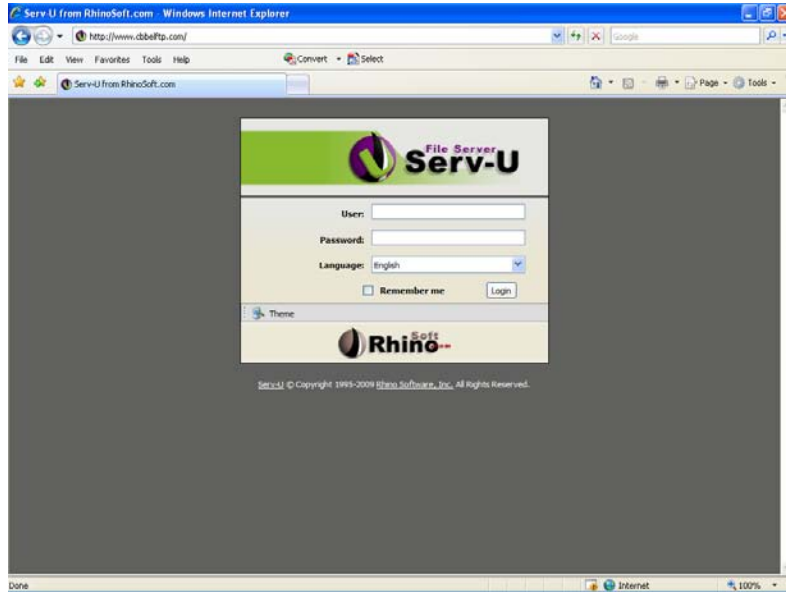 Serv-U from RhinoSoft.com - Windows Internet Explorer
http://www.cbbelftp.com/
Google
File Edit View Favorites Tools Help
Convert Select
Serv-U from RhinoSoft.com
Page Tools
File Server
Serv-U
User:
Password:
Language: English
Remember me Login
Theme
RhinoSoft
Serv-U © Copyright 1995-2009 Rhino Software, Inc. All Rights Reserved.
Done Internet 100%